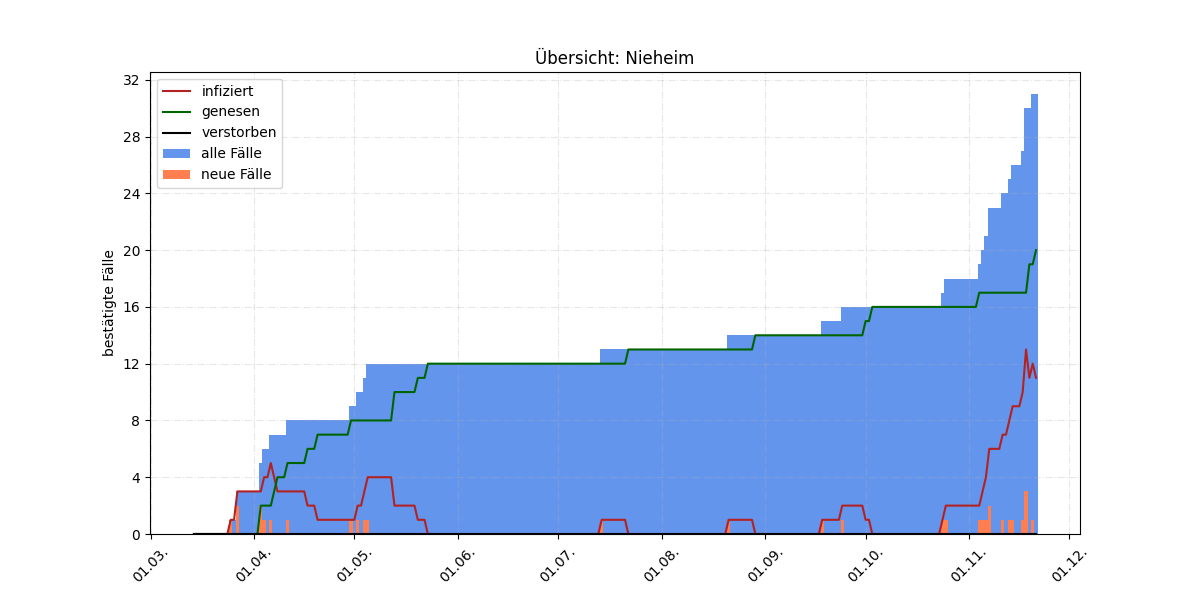 Übersicht: Nieheim
bestätigte Fälle
32
28
24
20
16
12
8
4
0
infiziert
genesen
verstorben
alle Fälle
neue Fälle
01.03.
01.04.
01.05.
01.06.
01.07.
01.08.
01.09.
01.10.
01.11.
01.12.